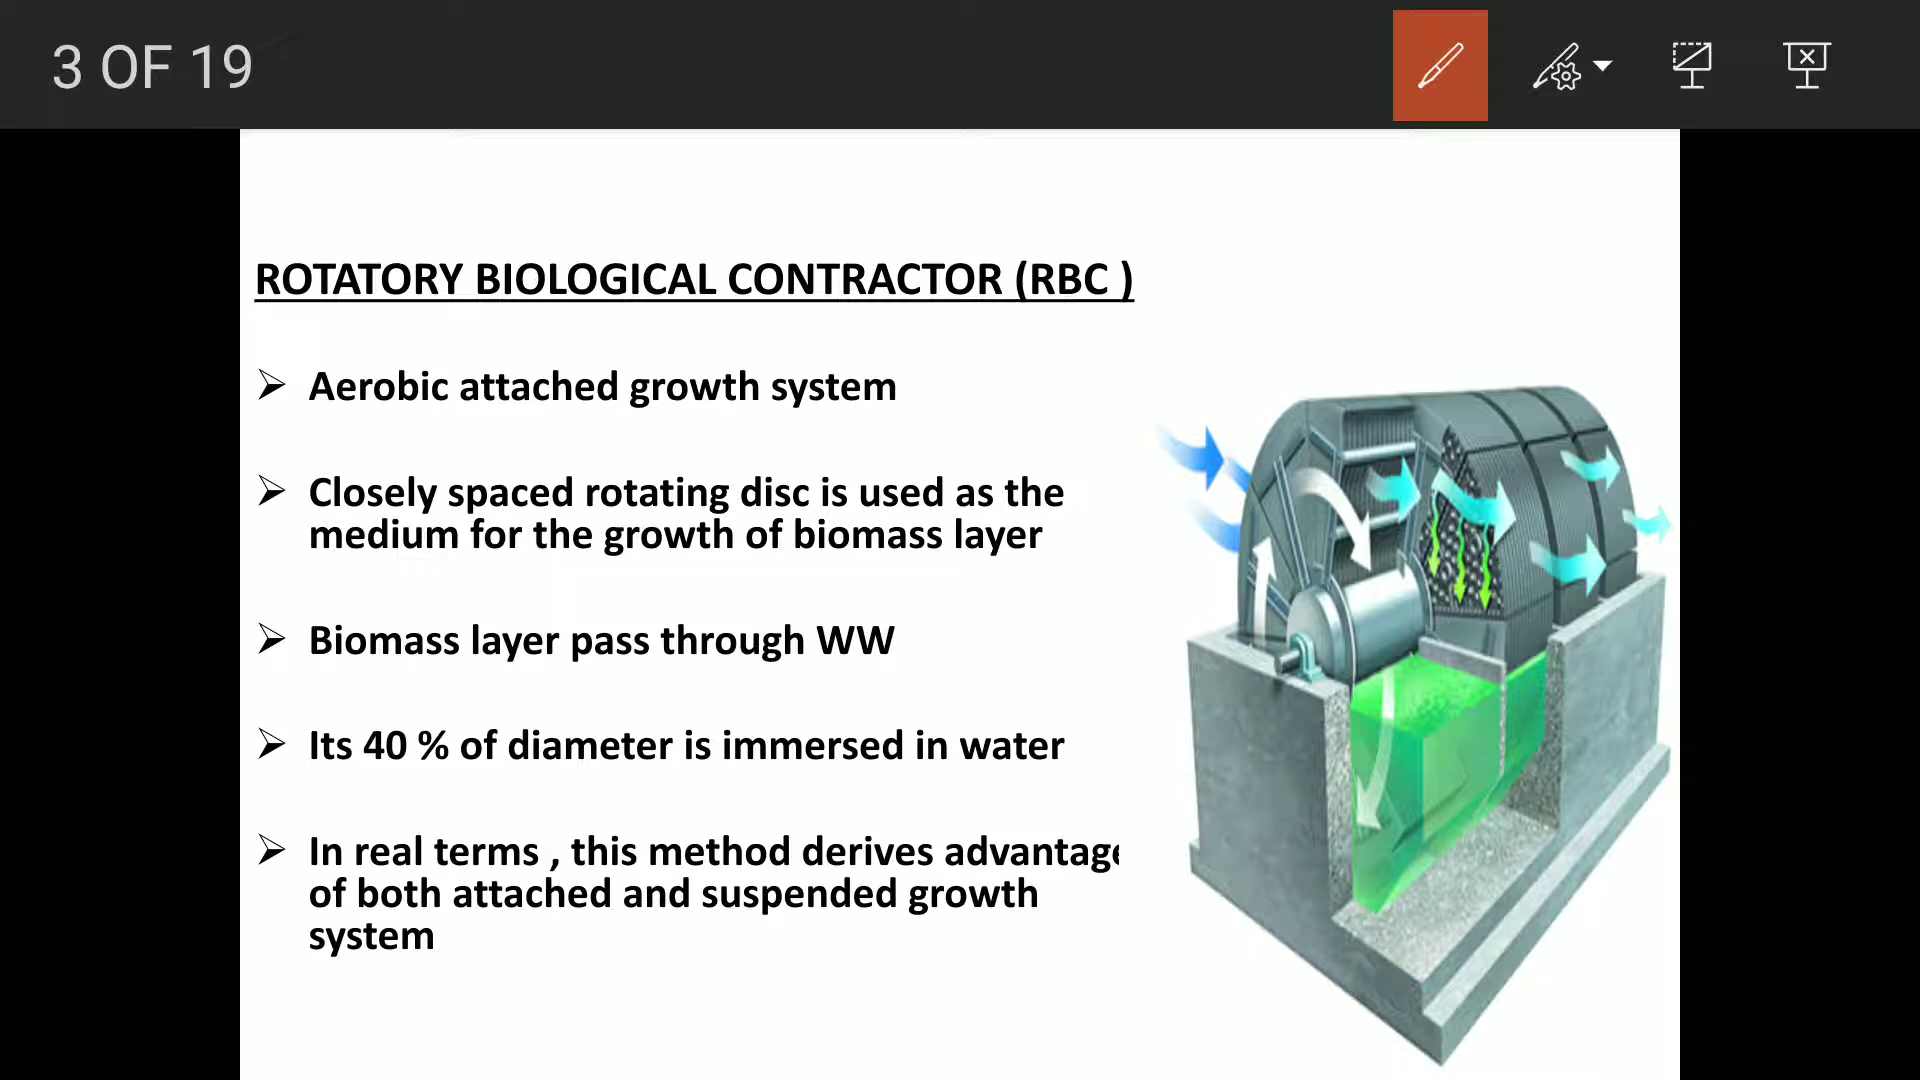 3 OF 19
ROTATORY BIOLOGICAL CONTRACTOR (RBC )
➢ Aerobic attached growth system
➢ Closely spaced rotating disc is used as the
medium for the growth of biomass layer
➢ Biomass layer pass through WW
➢ Its 40 % of diameter is immersed in water
➢ In real terms , this method derives advantage
of both attached and suspended growth
system